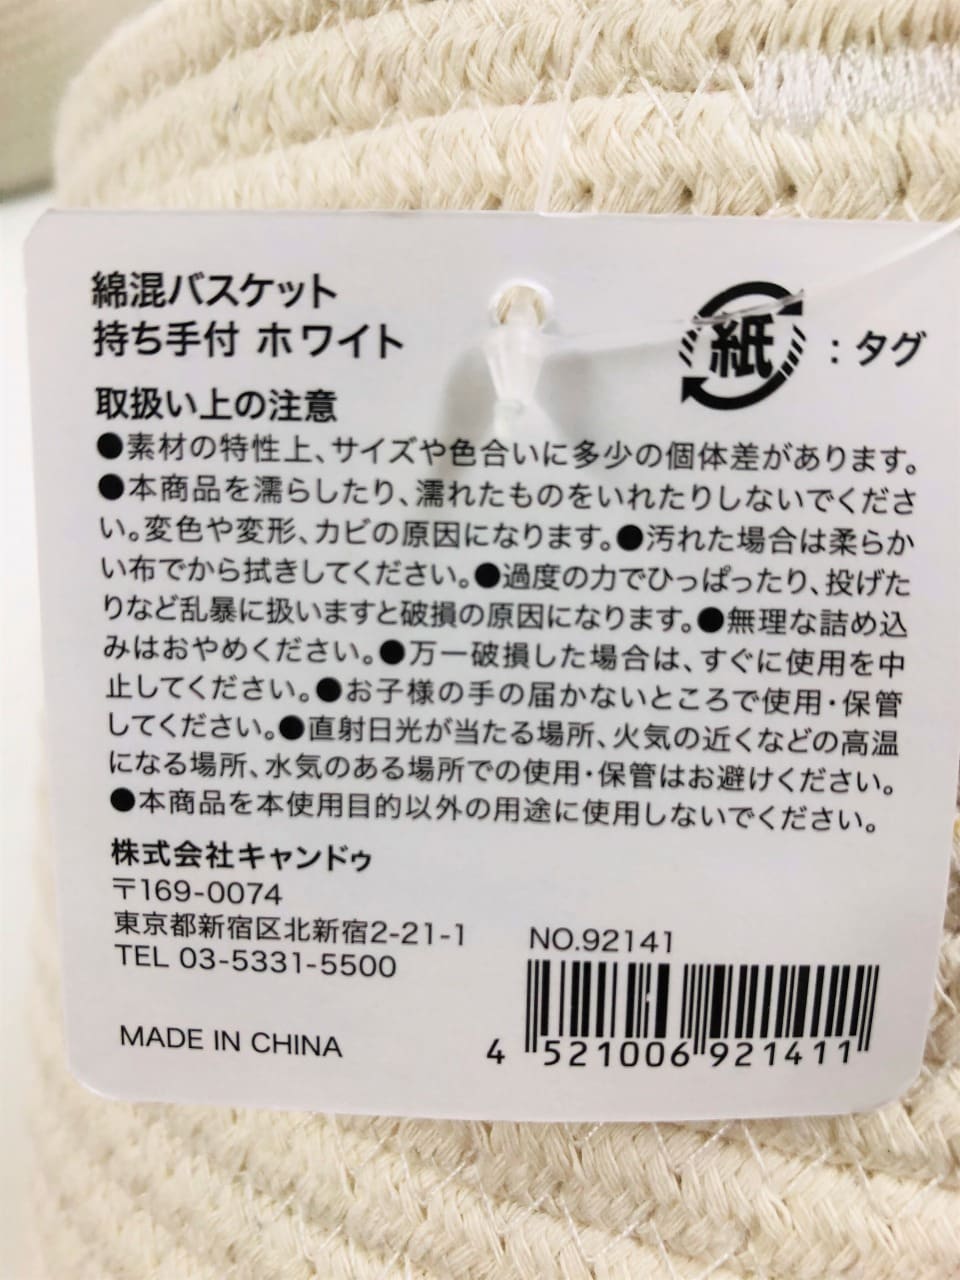 綿混バスケット
持ち手付 ホワイト
紙 : タグ
取扱い上の注意
●素材の特性上、サイズや色合いに多少の個体差があります。
●本商品を濡らしたり、濡れたものをいれたりしないでくださ
い。変色や変形、カビの原因になります。●汚れた場合は柔らか
い布でから拭きしてください。●過度の力でひっぱったり、投げた
りなど乱暴に扱いますと破損の原因になります。●無理な詰め込
みはおやめください。●万一破損した場合は、すぐに使用を中
止してください。●お子様の手の届かないところで使用・保管
してください。●直射日光が当たる場所、火気の近くなどの高温
になる場所、水気のある場所での使用・保管はお避けください。
●本商品を本使用目的以外の用途に使用しないでください。
株式会社キャンドゥ
〒169-0074
東京都新宿区北新宿2-21-1
TEL 03-5331-5500
NO.92141
MADE IN CHINA
4 521006 921411